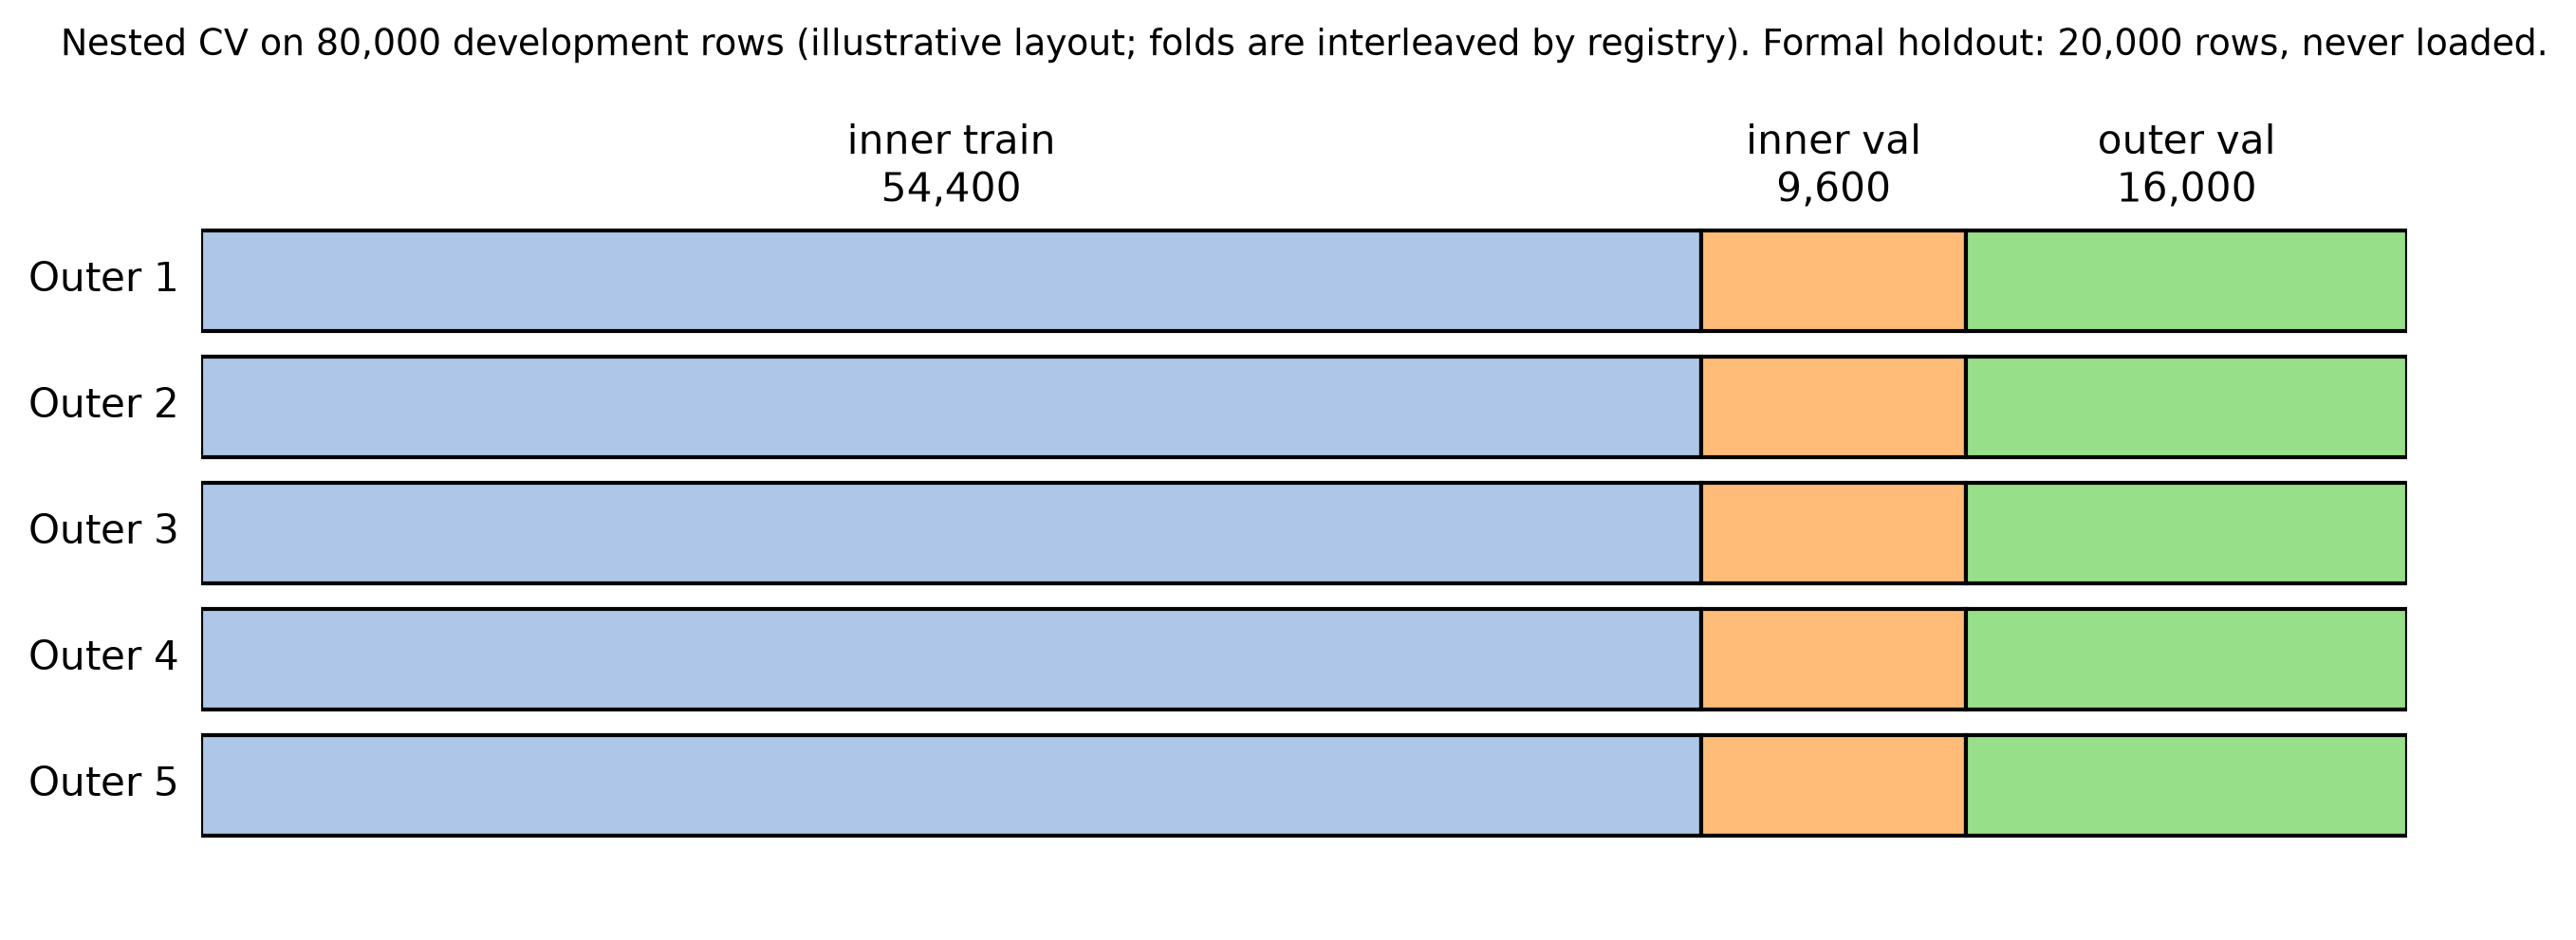 Nested CV on 80,000 development rows (illustrative layout; folds are interleaved by registry). Formal holdout: 20,000 rows, never loaded.
inner train
54,400
inner val
9,600
outer val
16,000
Outer 1
Outer 2
Outer 3
Outer 4
Outer 5